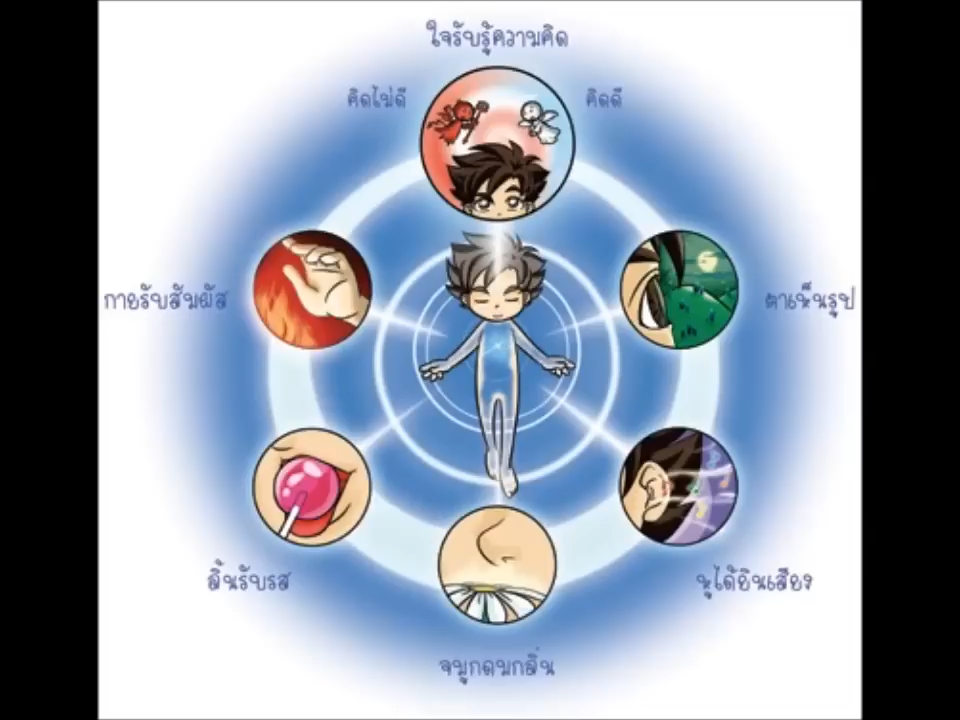 ใจรับรู้ความคิด
คิดไม่ดี
คิดดี
กายรับสัมผัส
ตาเห็นรูป
ลิ้นรับรส
หูได้ยินเสียง
จมูกดมกลิ่น